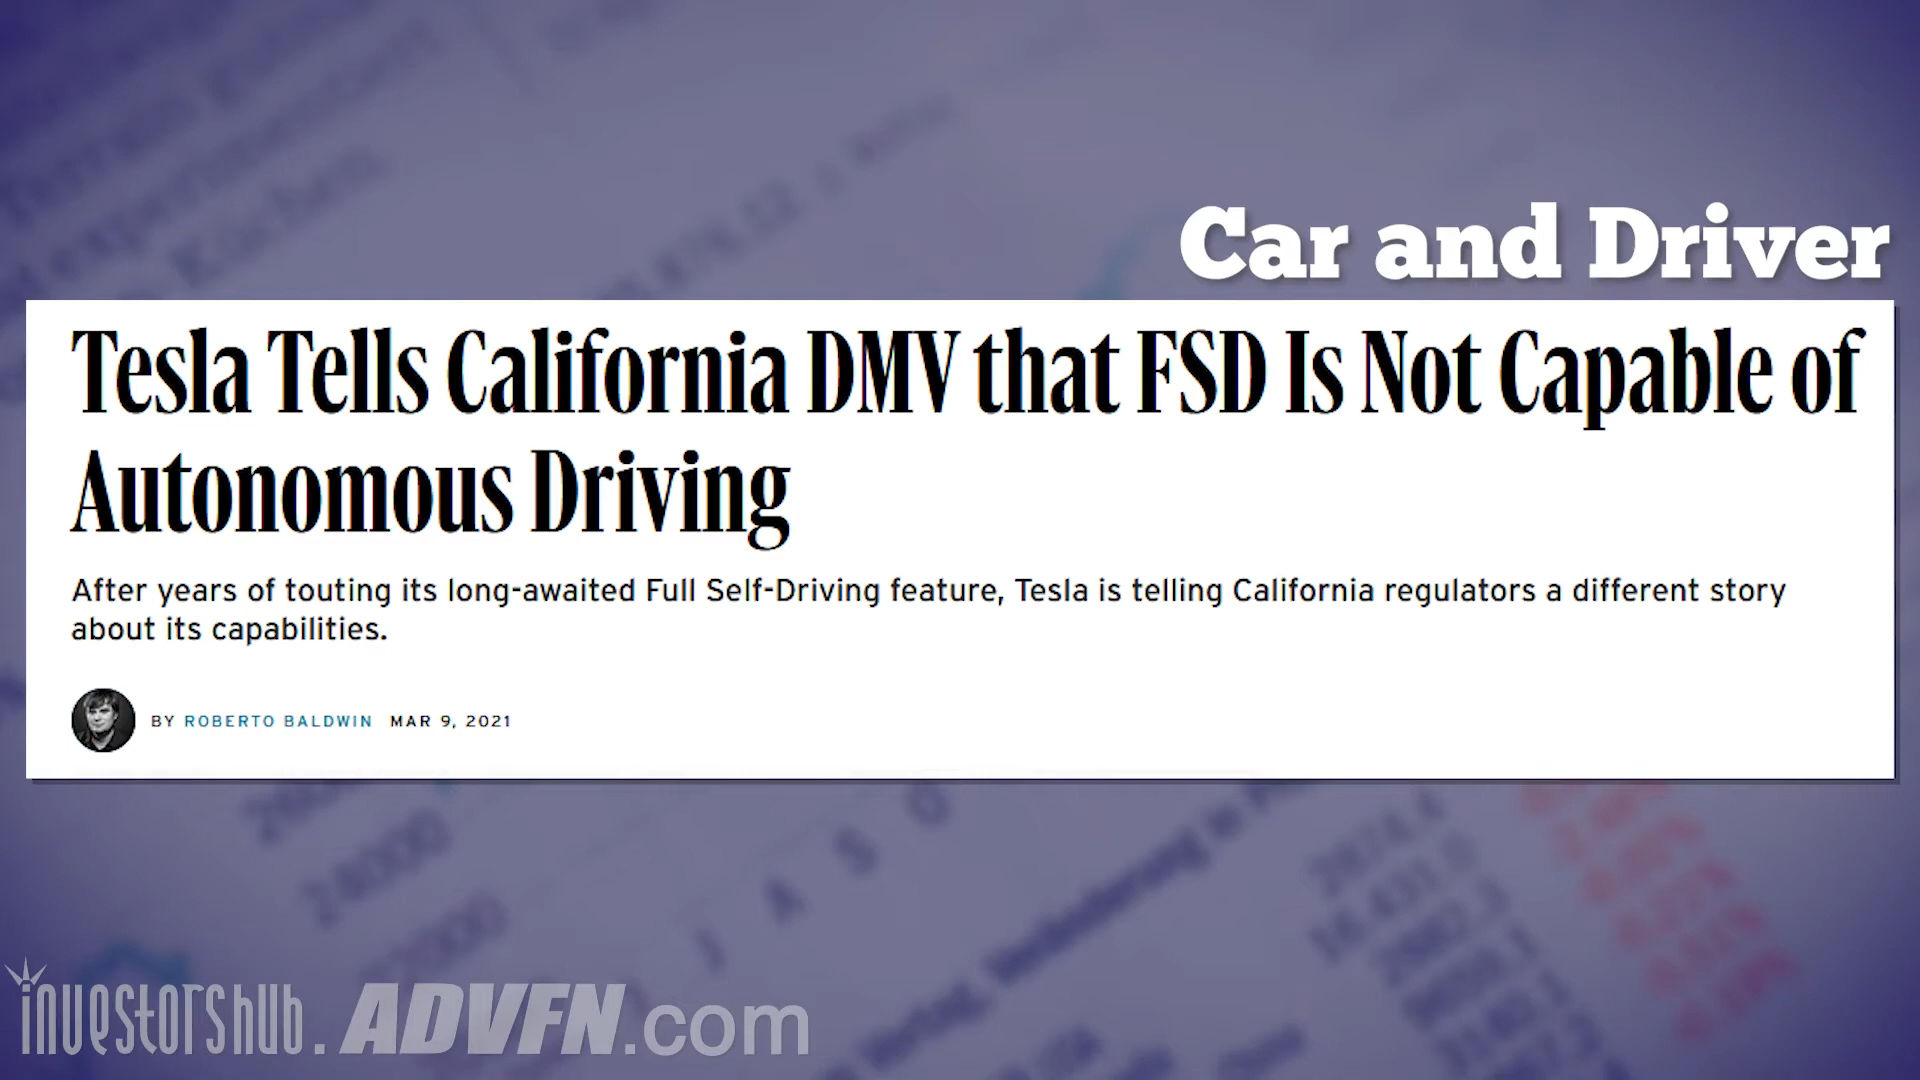 Car and Driver
Tesla Tells California DMV that FSD Is Not Capable of
Autonomous Driving
After years of touting its long-awaited Full Self-Driving feature, Tesla is telling California regulators a different story
about its capabilities.
BY ROBERTO BALDWIN MAR 9, 2021
24000
J A S O
investorshub.ADVFN.com